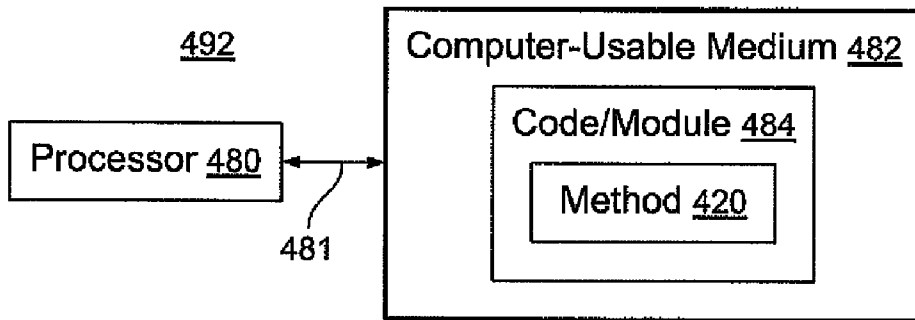 492
Computer-Usable Medium 482
Code/Module 484
Processor 480
Method 420
481